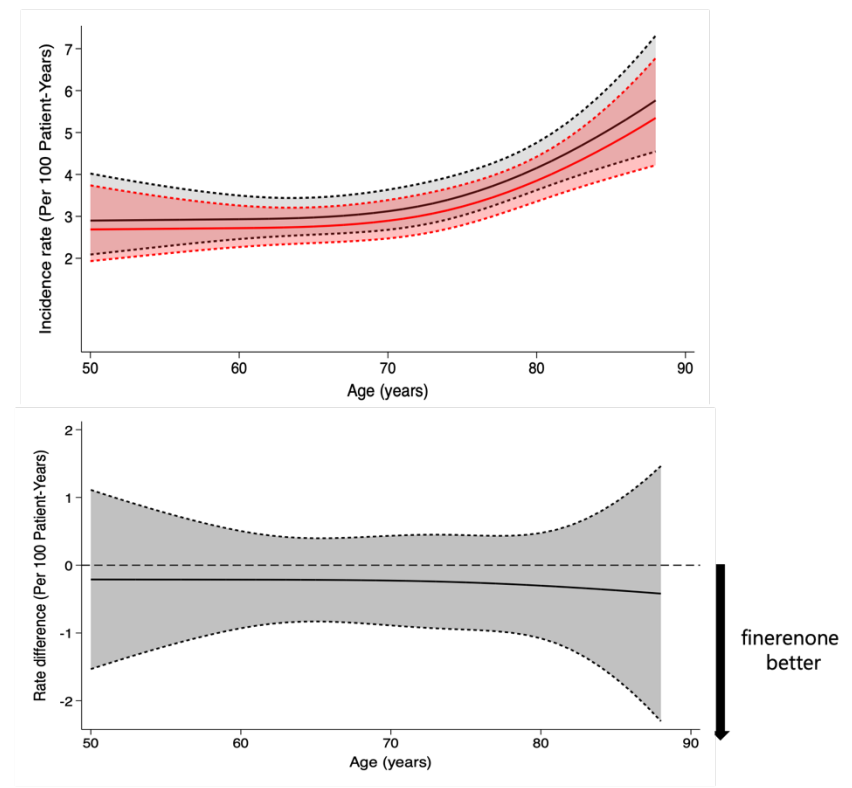 Incidence rate (Per 100 Patient-Years)
7
6
5
4
3
2
50 60 70 80 90
Age (years)
Rate difference (Per 100 Patient-Years)
2
1
0
-1
-2
50 60 70 80 90
Age (years)
finerenone
better